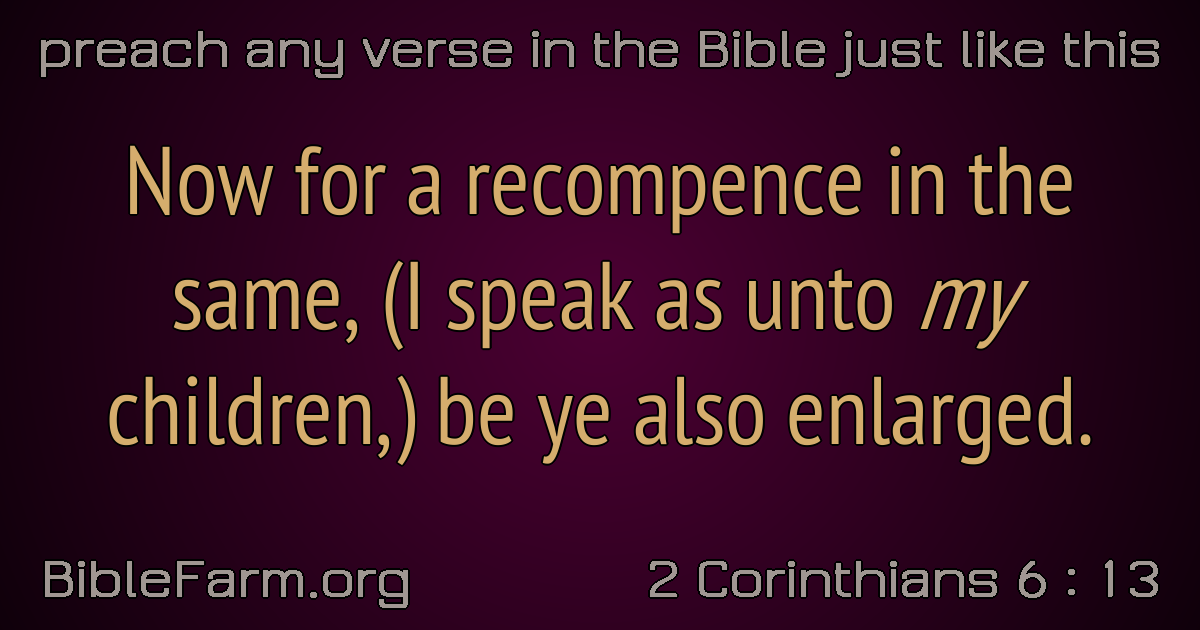 preach any verse in the Bible just like this
Now for a recompence in the
same, (I speak as unto my
children,) be ye also enlarged.
BibleFarm.org
2 Corinthians 6 : 13